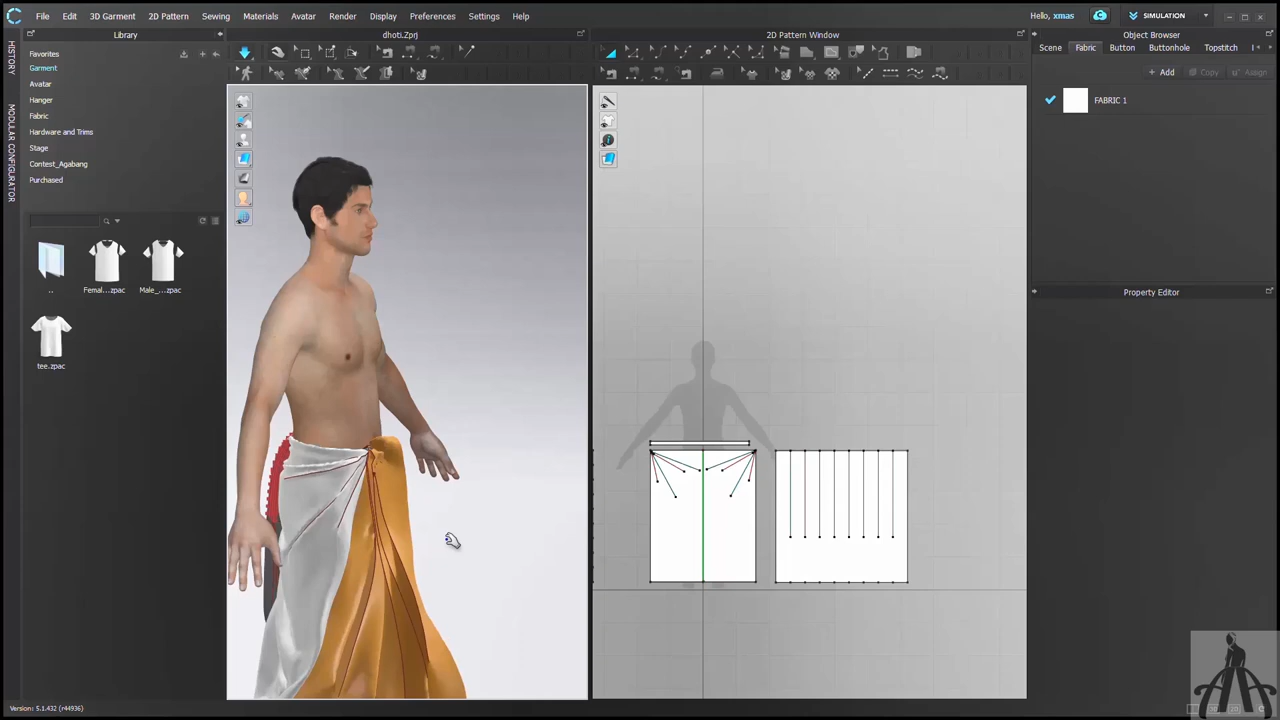 File Edit 3D Garment 2D Pattern Sewing Materials Avatar Render Display Preferences Settings Help
Hello, xmas
SIMULATION
Library
dhoti.Zprj
2D Pattern Window
Object Browser
HISTORY
MODULAR CONFIGURATOR
Favorites
Garment
Avatar
Hanger
Fabric
Hardware and Trims
Stage
Contest_Agabang
Purchased
Scene Fabric Button Buttonhole Topstitch
+ Add Copy Assign
FABRIC 1
..
Femal...zpac
Male_...zpac
tee.zpac
Property Editor
Version: 5.1.432 (r44936)